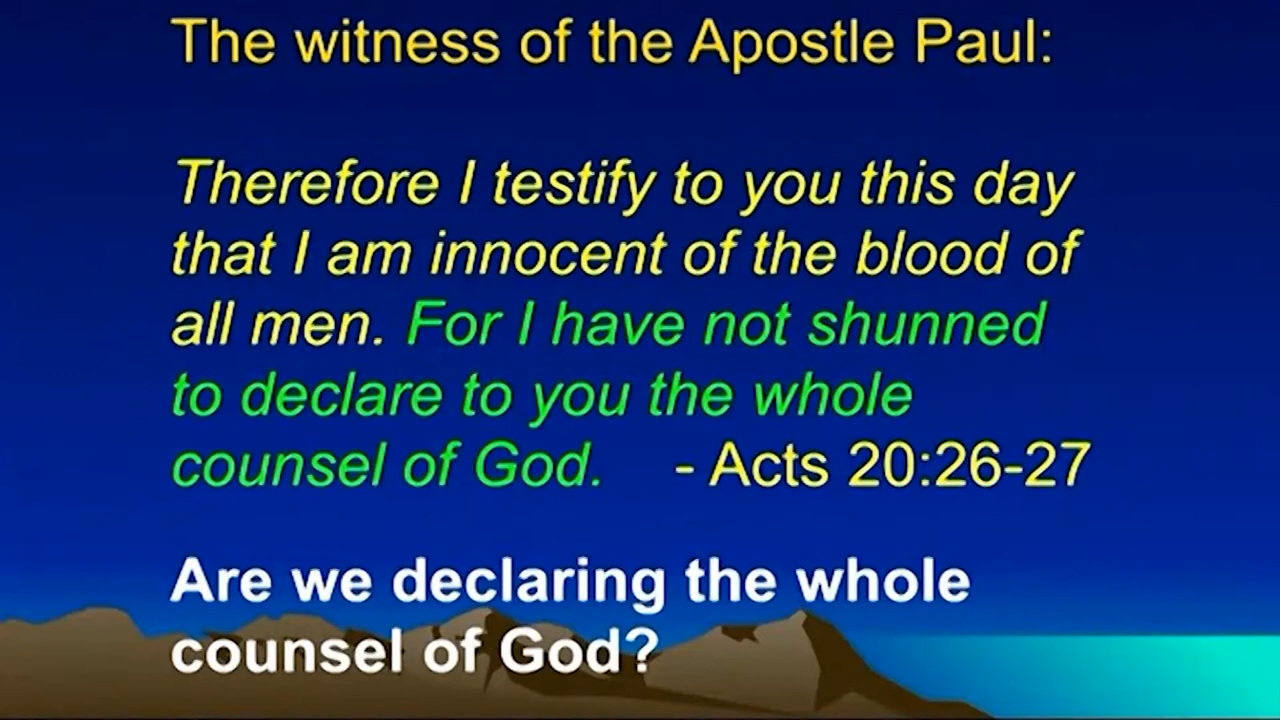 The witness of the Apostle Paul:
Therefore I testify to you this day
that I am innocent of the blood of
all men. For I have not shunned
to declare to you the whole
counsel of God. - Acts 20:26-27
Are we declaring the whole
counsel of God?